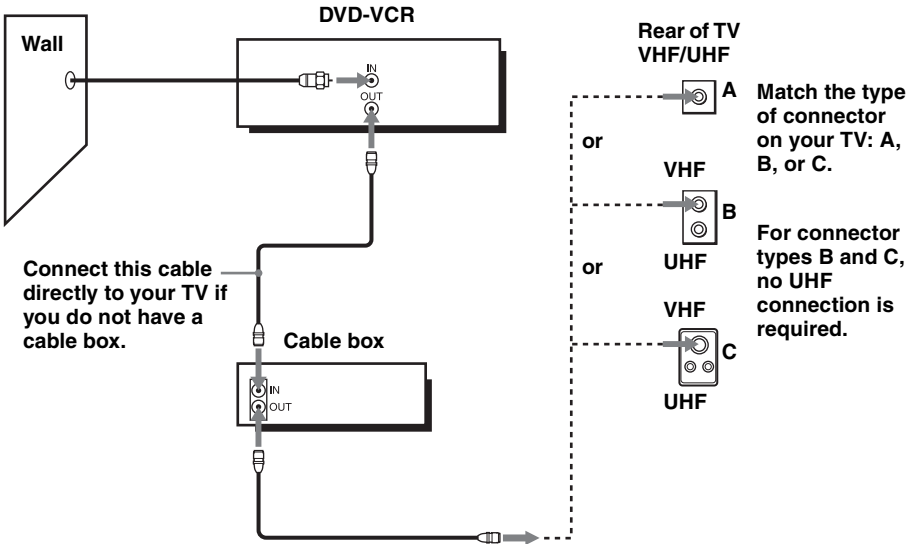 DVD-VCR
Wall
IN
OUT
Rear of TV
VHF/UHF
A
Match the type
of connector
on your TV: A,
B, or C.
or
VHF
B
UHF
For connector
types B and C,
no UHF
connection is
required.
or
VHF
C
UHF
Connect this cable
directly to your TV if
you do not have a
cable box.
Cable box
IN
OUT